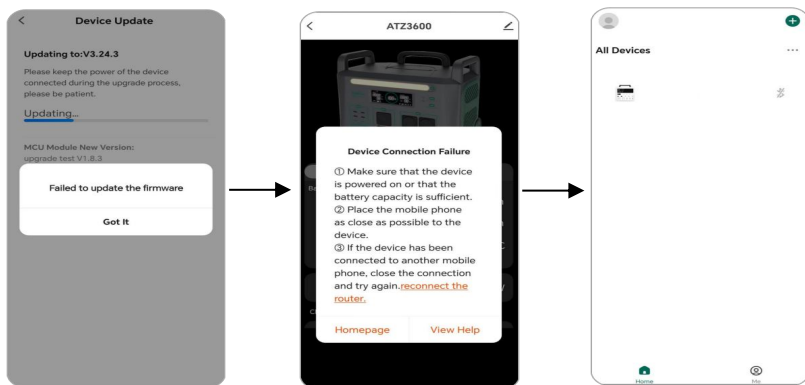 Device Update
Updating to:V3.24.3
Please keep the power of the device
connected during the upgrade process,
please be patient.
Updating...
MCU Module New Version:
upgrade test V1.8.3
Failed to update the firmware
Got It
ATZ3600
Device Connection Failure
① Make sure that the device
is powered on or that the
battery capacity is sufficient.
② Place the mobile phone
as close as possible to the
device.
③ If the device has been
connected to another mobile
phone, close the connection
and try again.reconnect the
router.
Homepage View Help
All Devices
Home Me